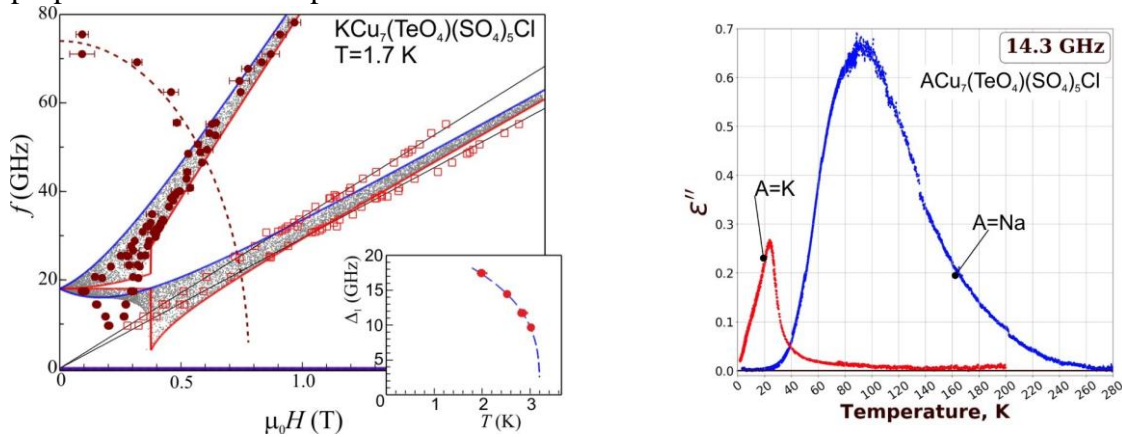 KCu₇(TeO₄)(SO₄)₅Cl
T=1.7 K
f (GHz)
80
60
40
20
0
0
0.5
1.0
μ₀H (T)
Δ₁ (GHz)
20
15
10
5
0
0
1
2
3
T (K)
14.3 GHz
ACu₇(TeO₄)(SO₄)₅Cl
A=K
A=Na
ε″
0.7
0.6
0.5
0.4
0.3
0.2
0.1
0.0
0 20 40 60 80 100 120 140 160 180 200 220 240 260 280
Temperature, K